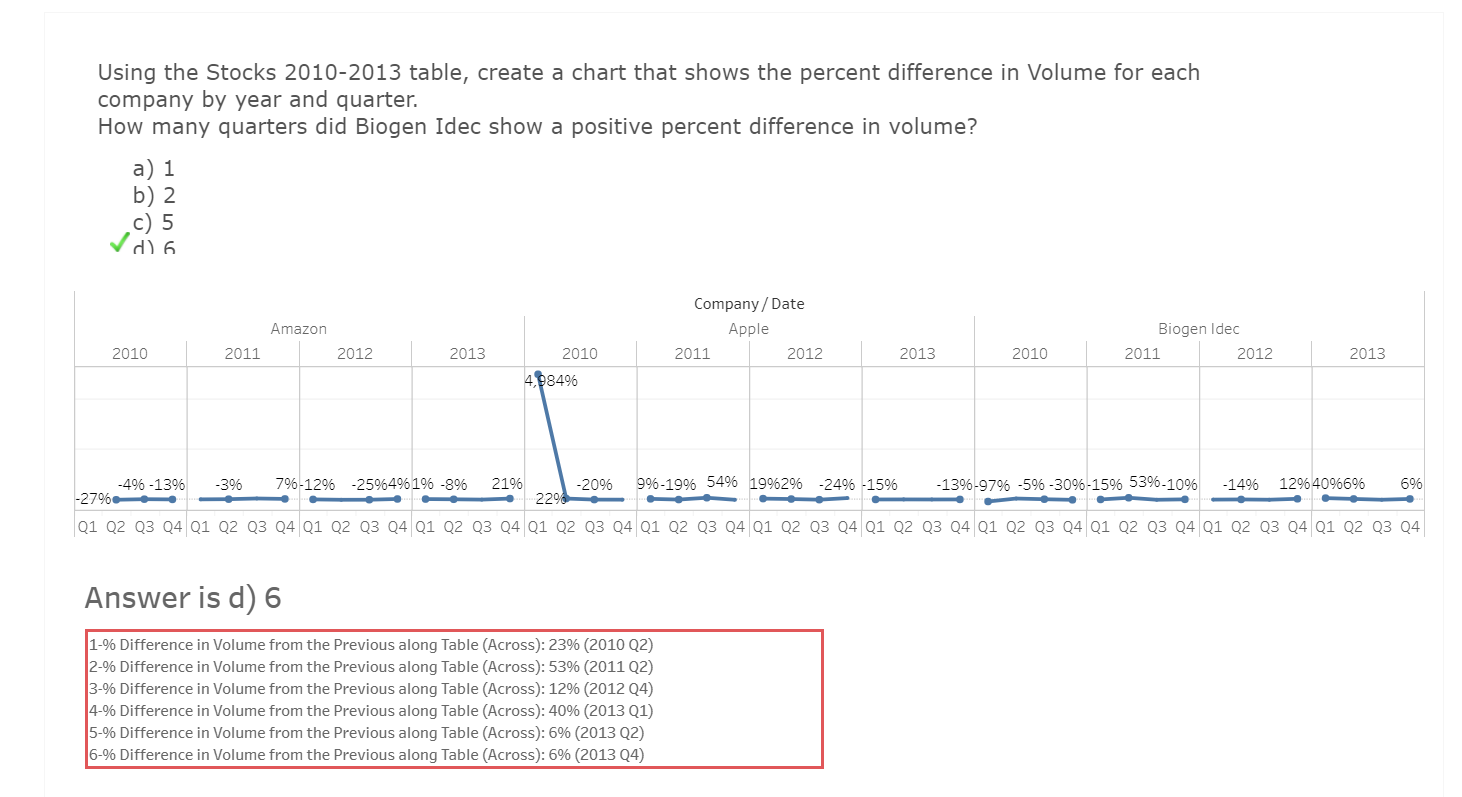 Using the Stocks 2010-2013 table, create a chart that shows the percent difference in Volume for each
company by year and quarter.
How many quarters did Biogen Idec show a positive percent difference in volume?
a) 1
b) 2
c) 5
d) 6
Company / Date
Amazon Apple Biogen Idec
2010 2011 2012 2013 2010 2011 2012 2013 2010 2011 2012 2013
4,984%
-27% -4% -13% -3% 7% -12% -25% 4% 1% -8% 21% 22% -20% 9% -19% 54% 19% 2% -24% -15% -13% -97% -5% -30% -15% 53% -10% -14% 12% 40% 6% 6%
Q1 Q2 Q3 Q4 Q1 Q2 Q3 Q4 Q1 Q2 Q3 Q4 Q1 Q2 Q3 Q4 Q1 Q2 Q3 Q4 Q1 Q2 Q3 Q4 Q1 Q2 Q3 Q4 Q1 Q2 Q3 Q4 Q1 Q2 Q3 Q4 Q1 Q2 Q3 Q4 Q1 Q2 Q3 Q4 Q1 Q2 Q3 Q4
Answer is d) 6
1-% Difference in Volume from the Previous along Table (Across): 23% (2010 Q2)
2-% Difference in Volume from the Previous along Table (Across): 53% (2011 Q2)
3-% Difference in Volume from the Previous along Table (Across): 12% (2012 Q4)
4-% Difference in Volume from the Previous along Table (Across): 40% (2013 Q1)
5-% Difference in Volume from the Previous along Table (Across): 6% (2013 Q2)
6-% Difference in Volume from the Previous along Table (Across): 6% (2013 Q4)